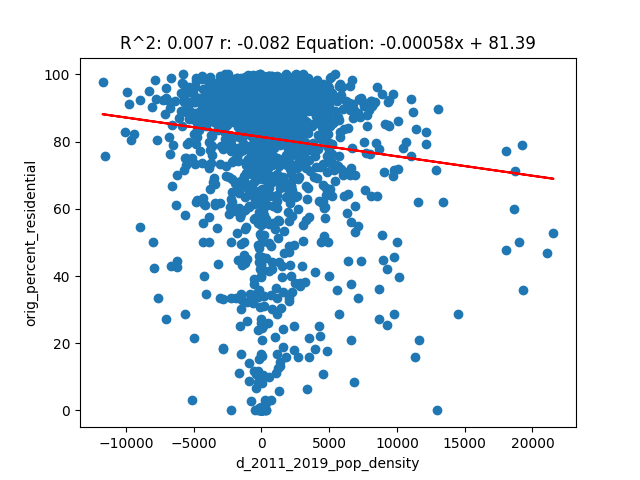 R^2: 0.007 r: -0.082 Equation: -0.00058x + 81.39
100
80
60
40
20
0
orig_percent_residential
−10000 −5000 0 5000 10000 15000 20000
d_2011_2019_pop_density